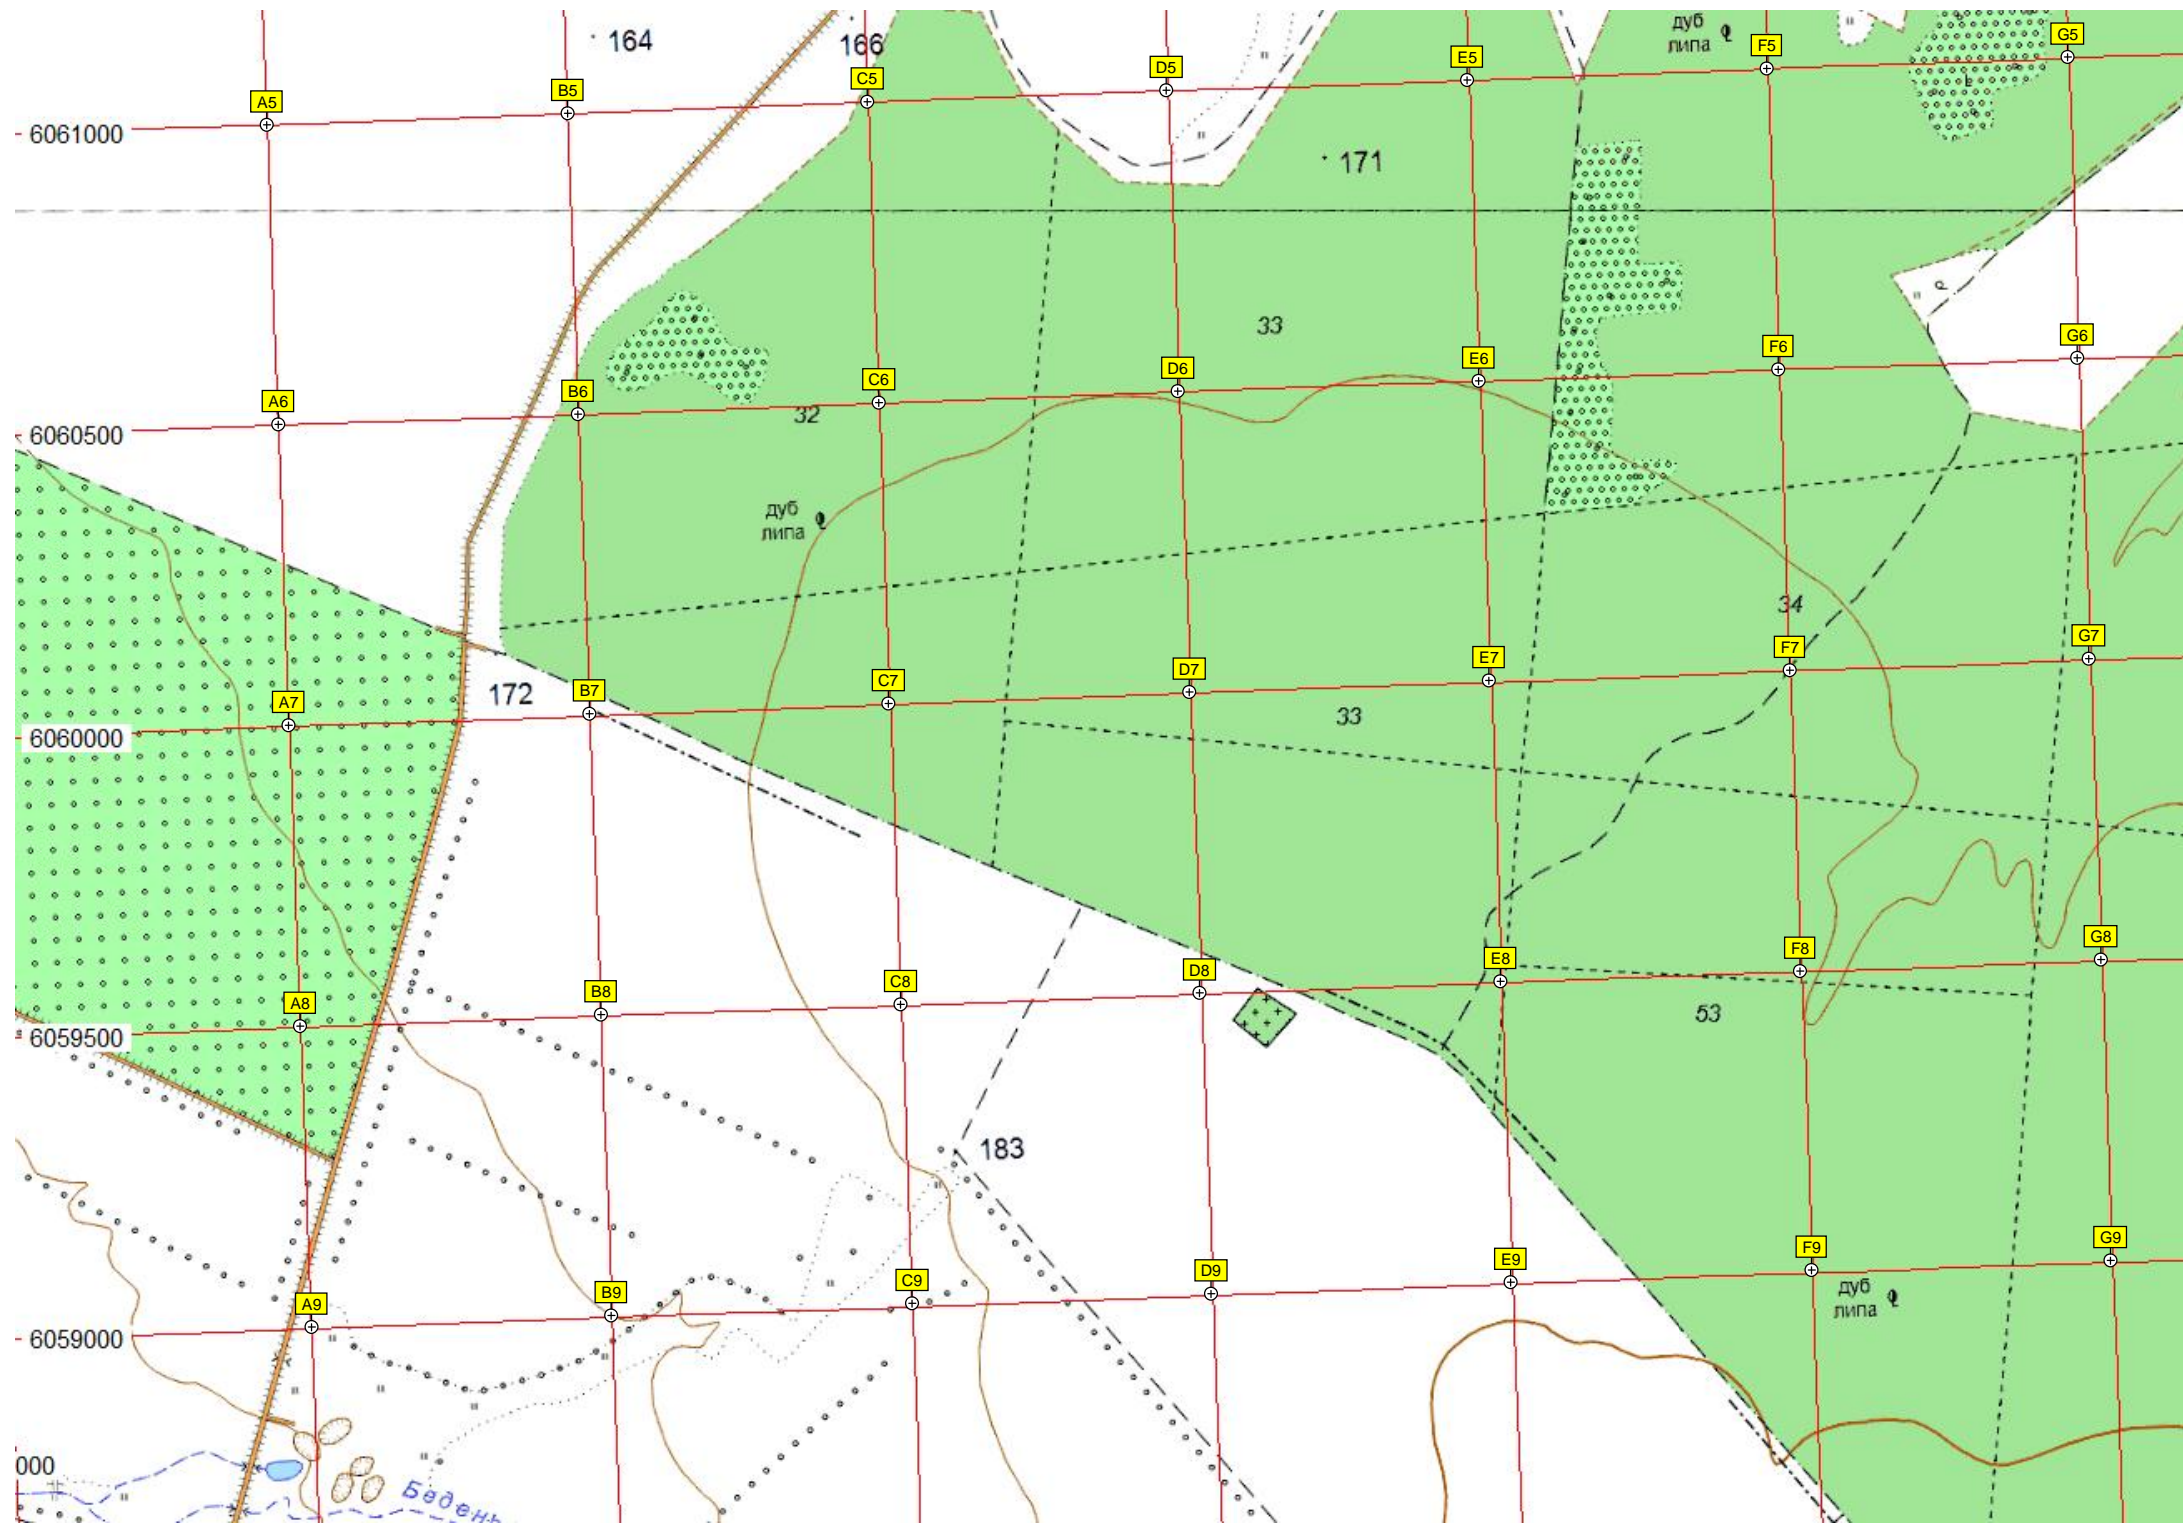 164
166
дуб
липа
A5
B5
C5
D5
E5
F5
G5
6061000
171
33
A6
B6
C6
D6
E6
F6
G6
32
6060500
дуб
липа
34
A7
B7
C7
D7
E7
F7
G7
172
33
6060000
A8
B8
C8
D8
E8
F8
G8
53
6059500
183
A9
B9
C9
D9
E9
F9
G9
дуб
липа
6059000
000
Бедень